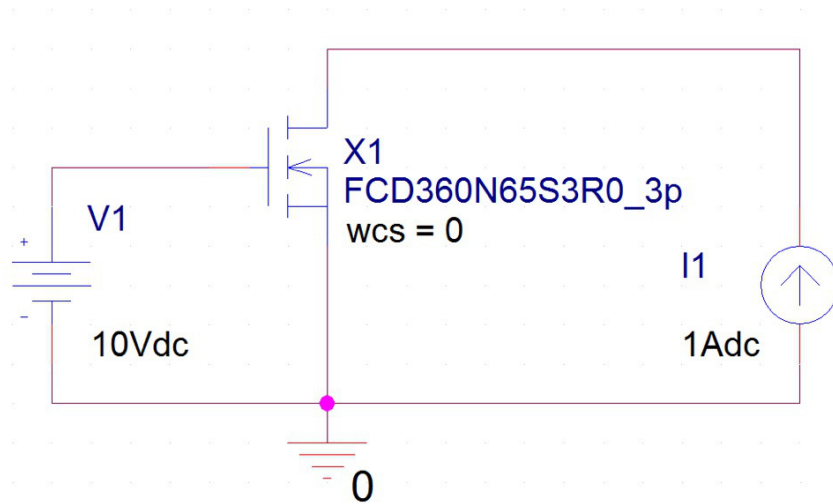 X1
FCD360N65S3R0_3p
wcs = 0
V1
+
-
10Vdc
I1
1Adc
0